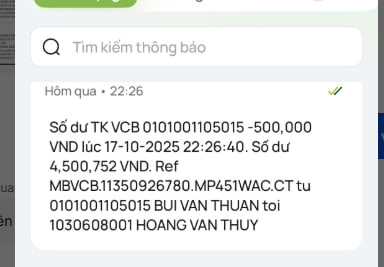 Tìm kiếm thông báo
Hôm qua • 22:26
Số dư TK VCB 0101001105015 -500,000
VND lúc 17-10-2025 22:26:40. Số dư
4,500,752 VND. Ref
MBVCB.11350926780.MP451WAC.CT tu
0101001105015 BUI VAN THUAN toi
1030608001 HOANG VAN THUY